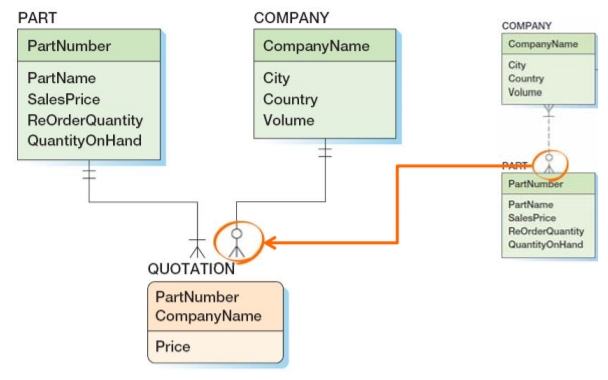 PART
PartNumber
PartName
SalesPrice
ReOrderQuantity
QuantityOnHand
COMPANY
CompanyName
City
Country
Volume
QUOTATION
PartNumber
CompanyName
Price
COMPANY
CompanyName
City
Country
Volume
PART
PartNumber
PartName
SalesPrice
ReOrderQuantity
QuantityOnHand